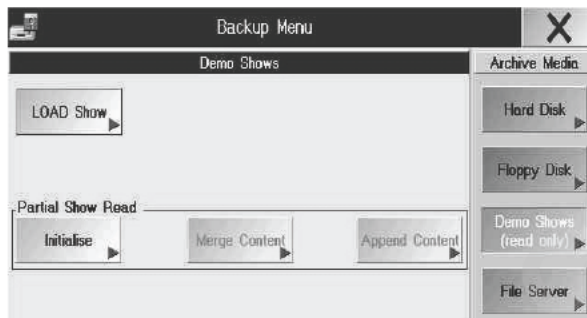 Backup Menu
Demo Shows
Archive Media
LOAD Show
Hard Disk
Floppy Disk
Partial Show Read
Initialise
Merge Content
Append Content
Demo Shows
(read only)
File Server